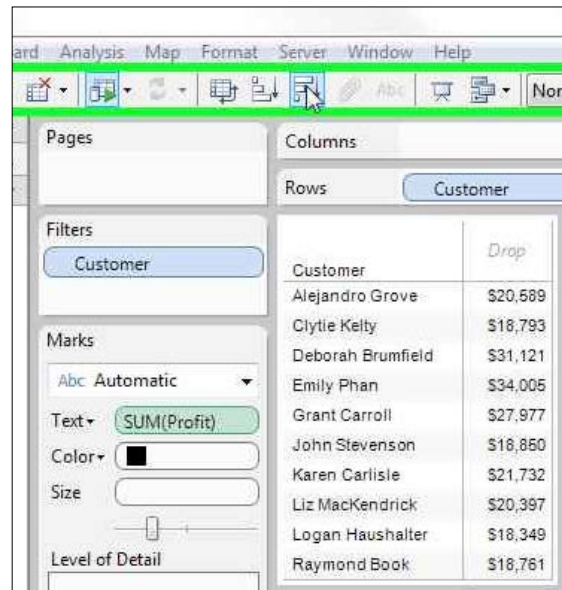 ard Analysis Map Format Server Window Help
Abc Nor
Pages
Columns
Rows Customer
Filters
Customer
Customer Drop
Alejandro Grove $20,589
Clytie Kelty $18,793
Deborah Brumfield $31,121
Emily Phan $34,005
Grant Carroll $27,977
John Stevenson $18,850
Karen Carlisle $21,732
Liz MacKendrick $20,397
Logan Haushalter $18,349
Raymond Book $18,761
Marks
Abc Automatic
Text SUM(Profit)
Color
Size
Level of Detail